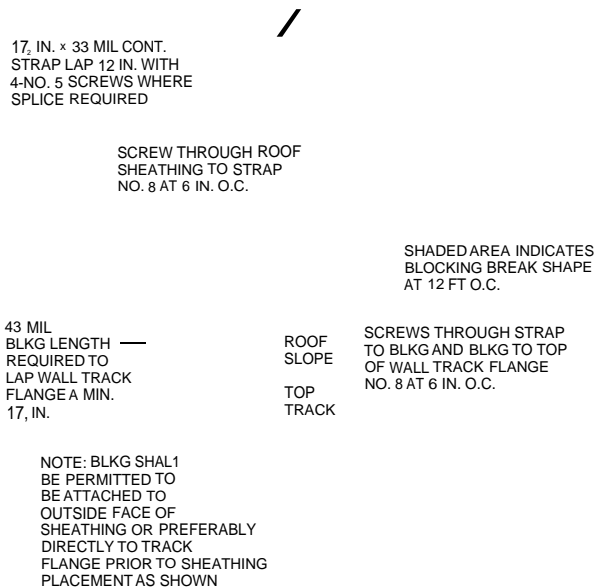 17, IN. x 33 MIL CONT.
STRAP LAP 12 IN. WITH
4-NO. 5 SCREWS WHERE
SPLICE REQUIRED
SCREW THROUGH ROOF
SHEATHING TO STRAP
NO. 8 AT 6 IN. O.C.
SHADED AREA INDICATES
BLOCKING BREAK SHAPE
AT 12 FT O.C.
43 MIL
BLKG LENGTH
REQUIRED TO
LAP WALL TRACK
FLANGE A MIN.
17, IN.
ROOF
SLOPE
TOP
TRACK
SCREWS THROUGH STRAP
TO BLKG AND BLKG TO TOP
OF WALL TRACK FLANGE
NO. 8 AT 6 IN. O.C.
NOTE: BLKG SHAL1
BE PERMITTED TO
BE ATTACHED TO
OUTSIDE FACE OF
SHEATHING OR PREFERABLY
DIRECTLY TO TRACK
FLANGE PRIOR TO SHEATHING
PLACEMENT AS SHOWN